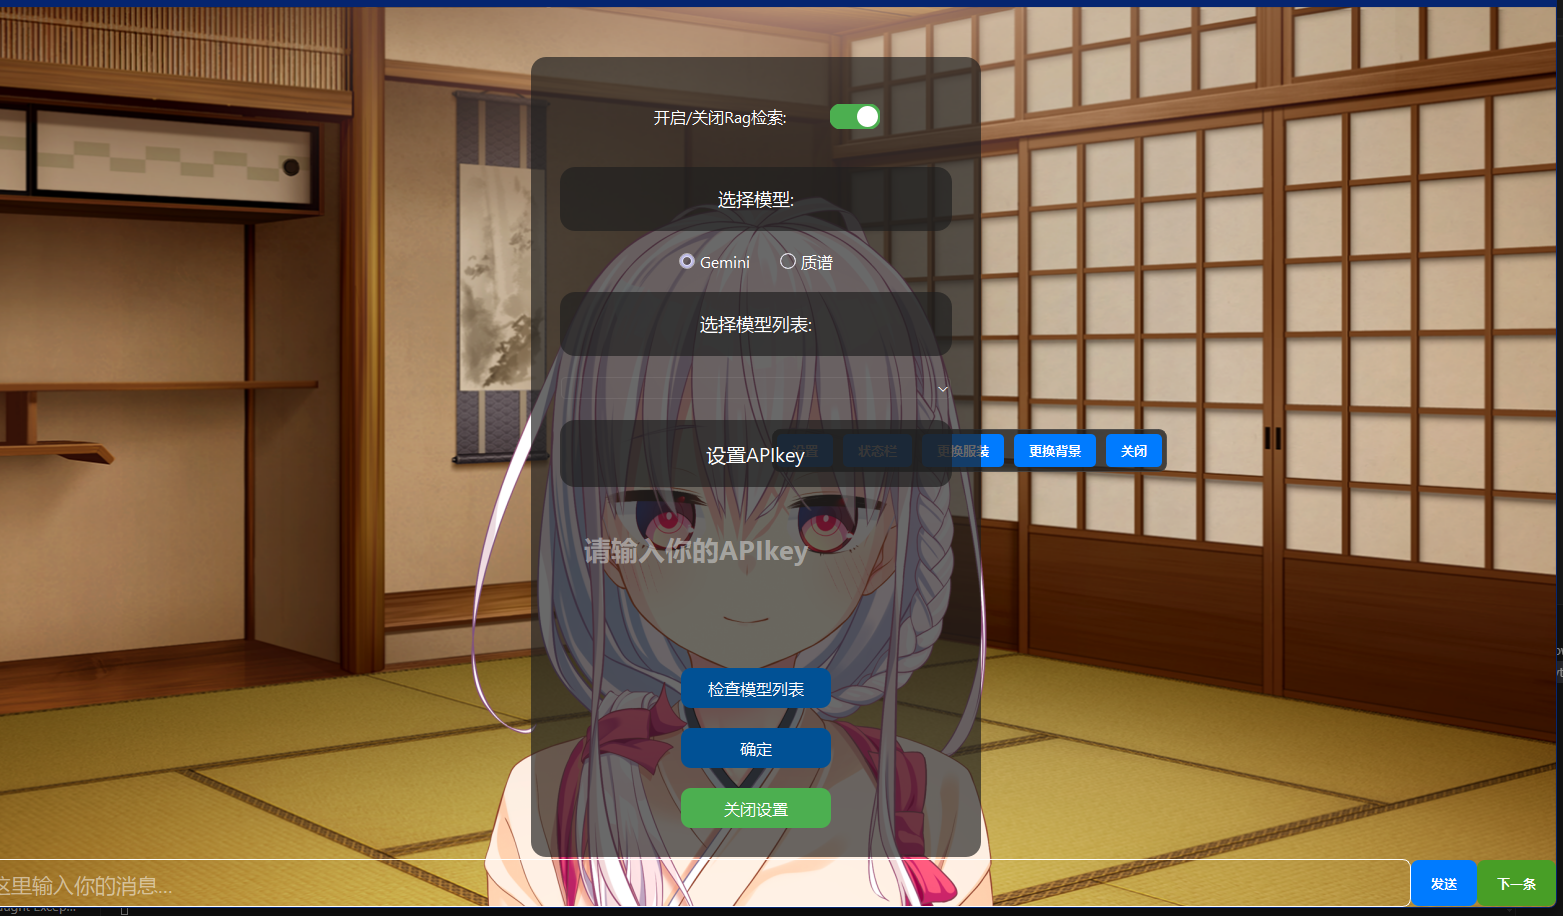 开启/关闭Rag检索:
选择模型:
Gemini
质谱
选择模型列表:
设置APIkey
设置
状态栏
更换服装
更换背景
关闭
请输入你的APIkey
检查模型列表
确定
关闭设置
这里输入你的消息...
发送
下一条